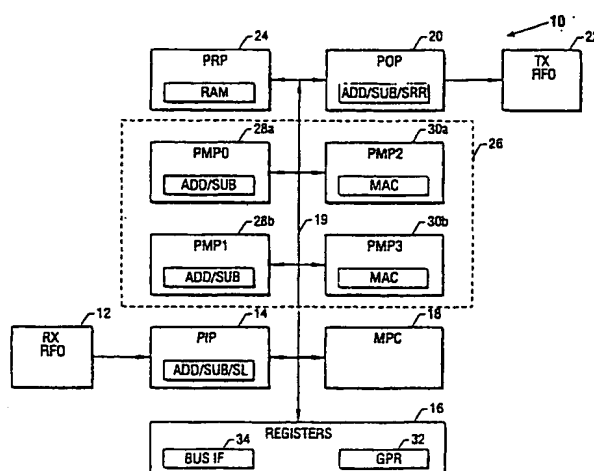 10
24
PRP
RAM
20
POP
ADD/SUB/SRR
22
TX
FIFO
28a
PMP0
ADD/SUB
30a
PMP2
MAC
26
28b
PMP1
ADD/SUB
19
30b
PMP3
MAC
12
RX
FIFO
14
PIP
ADD/SUB/SL
18
MPC
16
REGISTERS
34
BUS IF
32
GPR